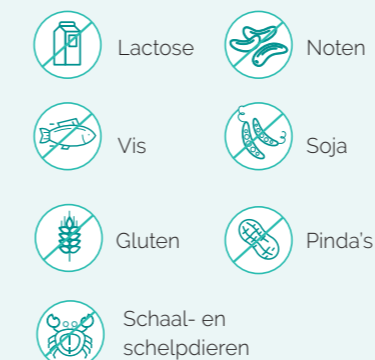 Lactose
Noten
Vis
Soja
Gluten
Pinda's
Schaal- en
schelpdieren